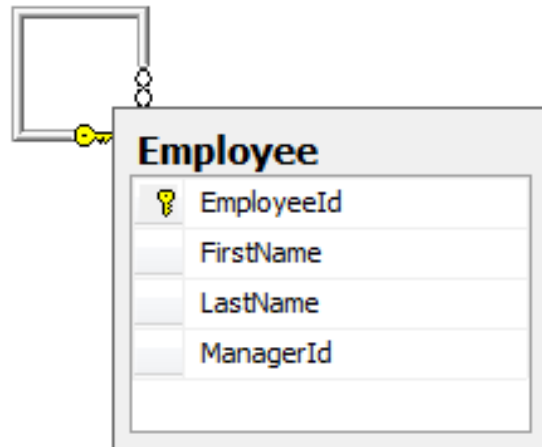 Employee
EmployeeId
FirstName
LastName
ManagerId